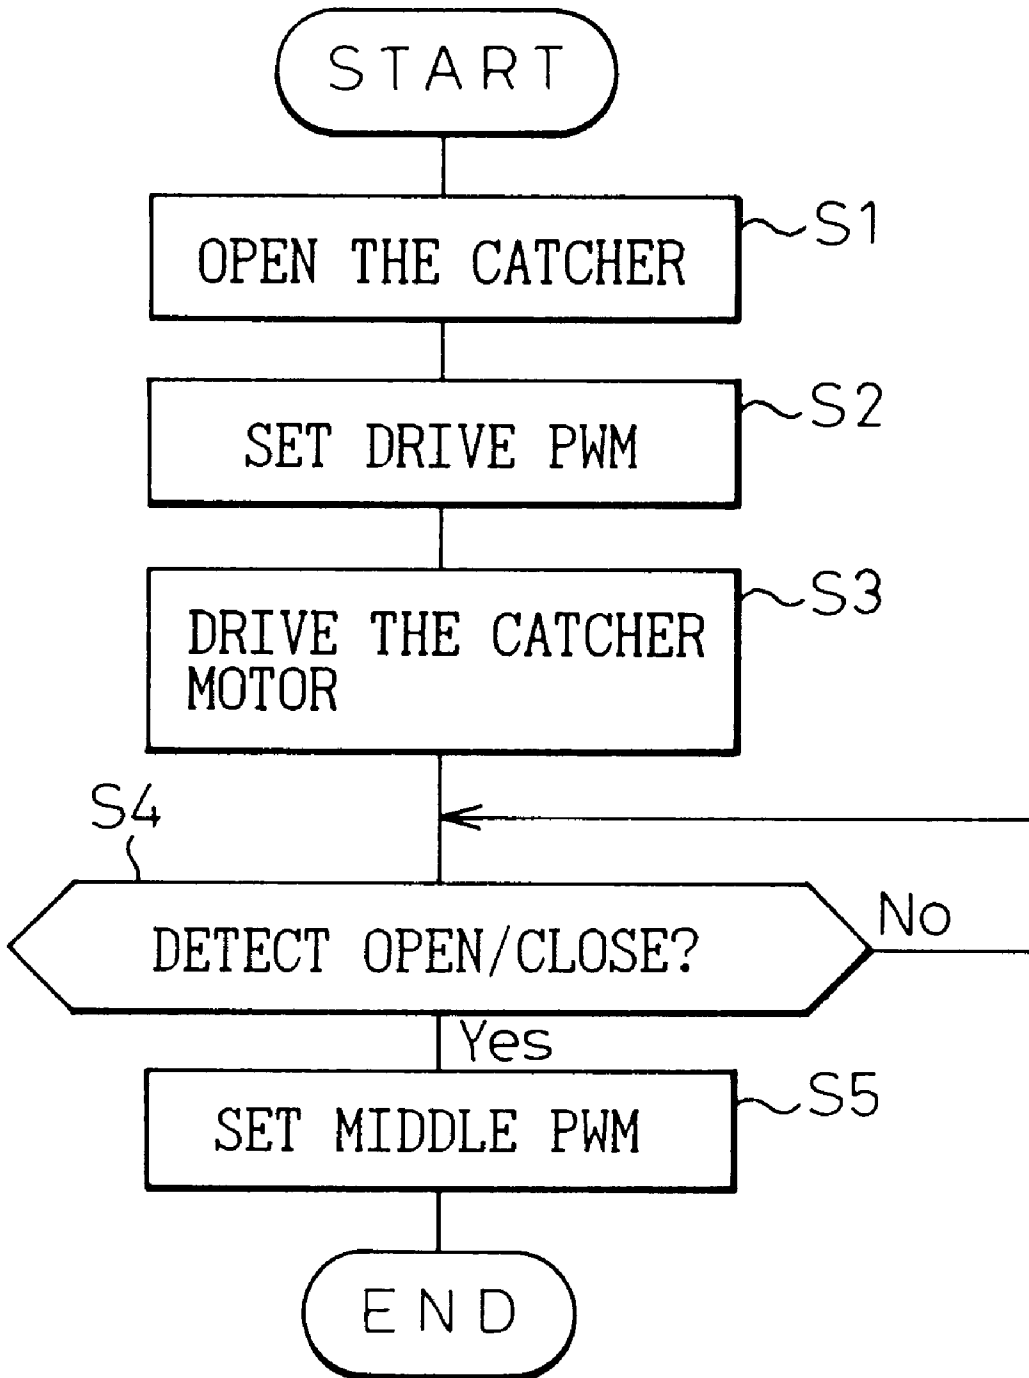 START
OPEN THE CATCHER
S1
SET DRIVE PWM
S2
DRIVE THE CATCHER
MOTOR
S3
S4
DETECT OPEN/CLOSE?
No
Yes
SET MIDDLE PWM
S5
END